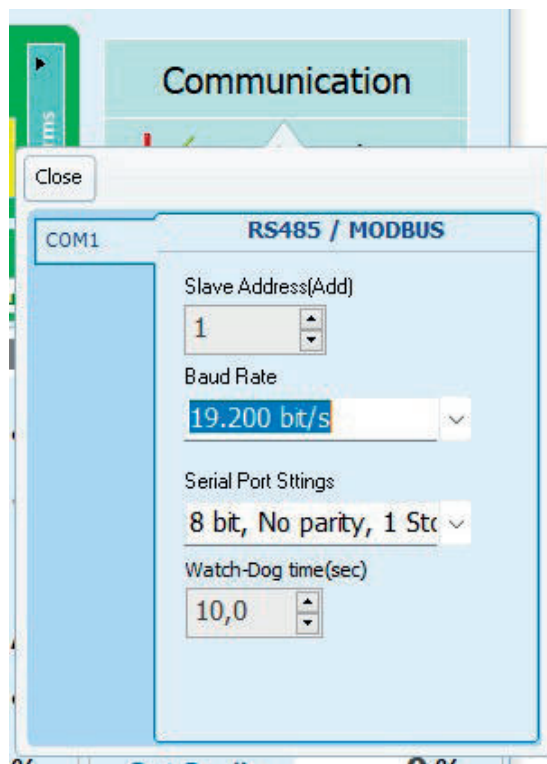 Communication
Close
COM1
RS485 / MODBUS
Slave Address(Add)
1
Baud Rate
19.200 bit/s
Serial Port Sttings
8 bit, No parity, 1 Sto
Watch-Dog time(sec)
10,0
%
%